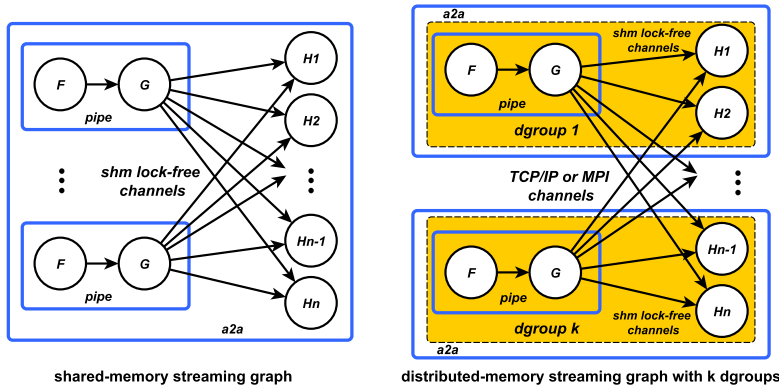 F
G
pipe
H1
H2
shm lock-free
channels
F
G
pipe
Hn-1
Hn
a2a
shared-memory streaming graph
a2a
shm lock-free
channels
F
G
pipe
dgroup 1
H1
H2
TCP/IP or MPI
channels
F
G
pipe
dgroup k
Hn-1
Hn
shm lock-free
channels
a2a
distributed-memory streaming graph with k dgroups